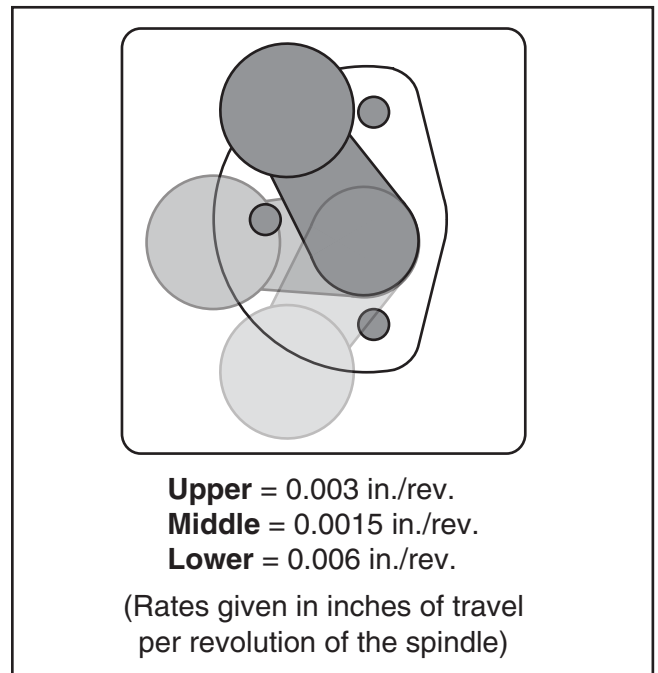 Upper = 0.003 in./rev.
Middle = 0.0015 in./rev.
Lower = 0.006 in./rev.
(Rates given in inches of travel
per revolution of the spindle)